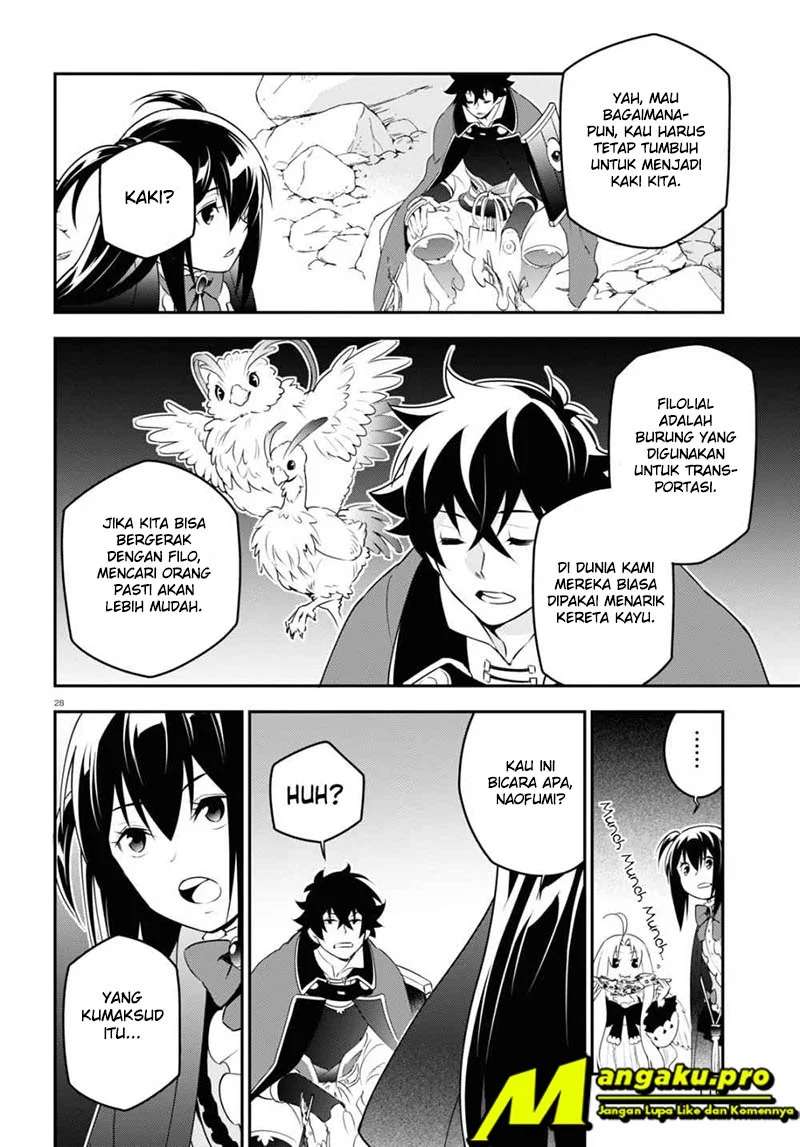 YAH, MAU
BAGAIMANA-
PUN, KAU HARUS
TETAP TUMBUH
UNTUK MENJADI
KAKI KITA.
KAKI?
FILOLIAL
ADALAH
BURUNG YANG
DIGUNAKAN
UNTUK TRANS-
PORTASI.
DI DUNIA KAMI
MEREKA BIASA
DIPAKAI MENARIK
KERETA KAYU.
JIKA KITA BISA
BERGERAK
DENGAN FILO,
MENCARI ORANG
PASTI AKAN
LEBIH MUDAH.
28
YANG
KUMAKSUD
ITU...
HUH?
KAU INI
BICARA APA,
NAOFUMI?
......
Munch Munch Munch
Mangaku.pro
Jangan Lupa Like dan Komennya